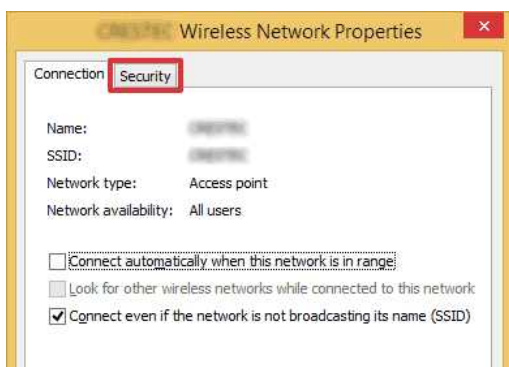 Wireless Network Properties
Connection
Security
Name:
SSID:
Network type: Access point
Network availability: All users
Connect automatically when this network is in range
Look for other wireless networks while connected to this network
Connect even if the network is not broadcasting its name (SSID)